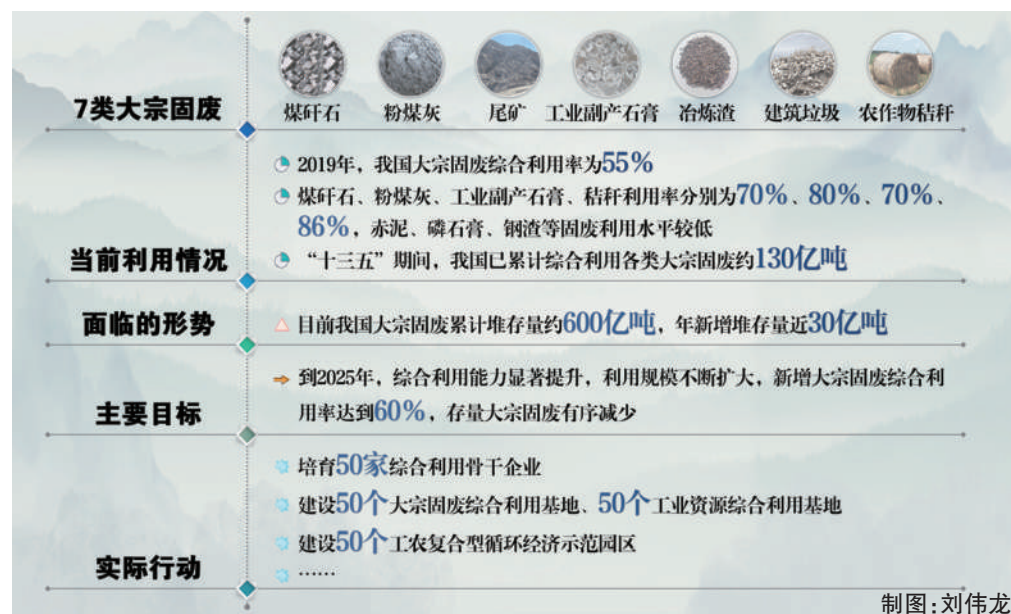 7类大宗固废
煤矸石 粉煤灰 尾矿 工业副产石膏 冶炼渣 建筑垃圾 农作物秸秆
2019年，我国大宗固废综合利用率为55%
煤矸石、粉煤灰、工业副产石膏、秸秆利用率分别为70%、80%、70%、
86%，赤泥、磷石膏、钢渣等固废利用水平较低
当前利用情况
“十三五”期间，我国已累计综合利用各类大宗固废约130亿吨
面临的形势
目前我国大宗固废累计堆存量约600亿吨，年新增堆存量近30亿吨
到2025年，综合利用能力显著提升，利用规模不断扩大，新增大宗固废综合利
主要目标
用率达到60%，存量大宗固废有序减少
培育50家综合利用骨干企业
建设50个大宗固废综合利用基地、50个工业资源综合利用基地
建设50个工农复合型循环经济示范园区
实际行动
……
制图：刘伟龙